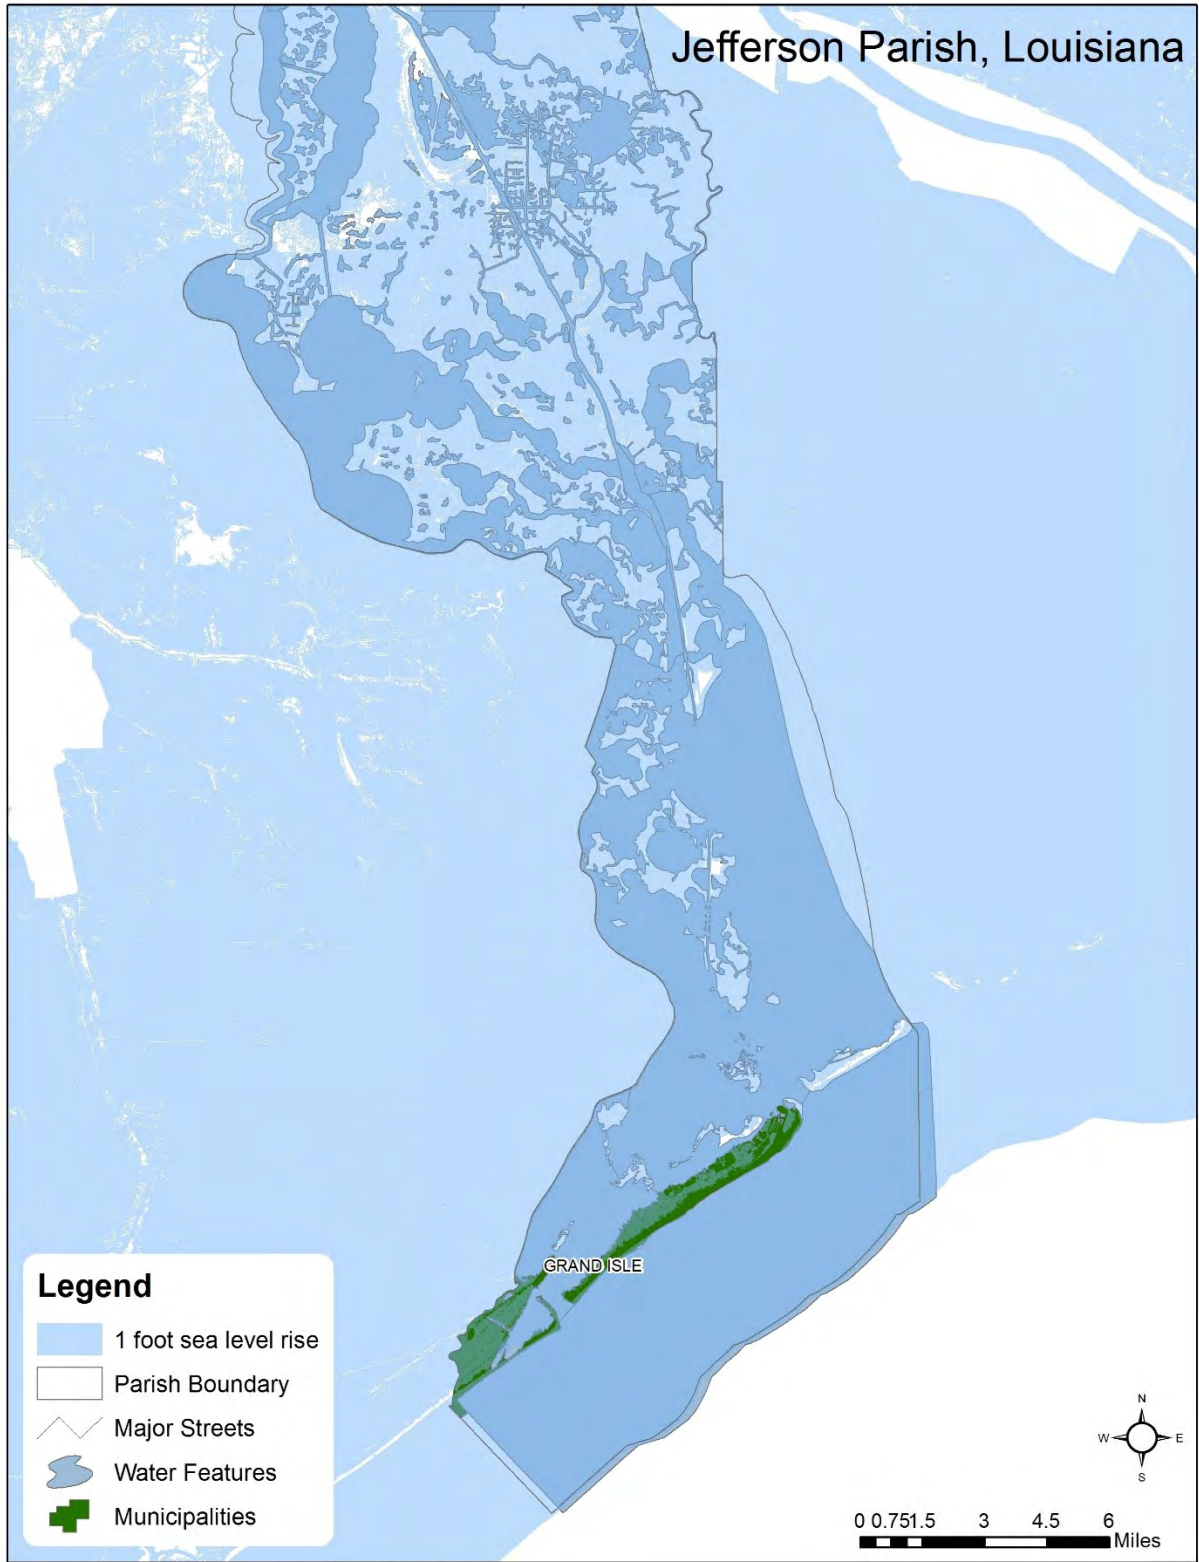 Jefferson Parish, Louisiana
GRAND ISLE
Legend
1 foot sea level rise
Parish Boundary
Major Streets
Water Features
Municipalities
N
W E
S
0 0.751.5 3 4.5 6
Miles